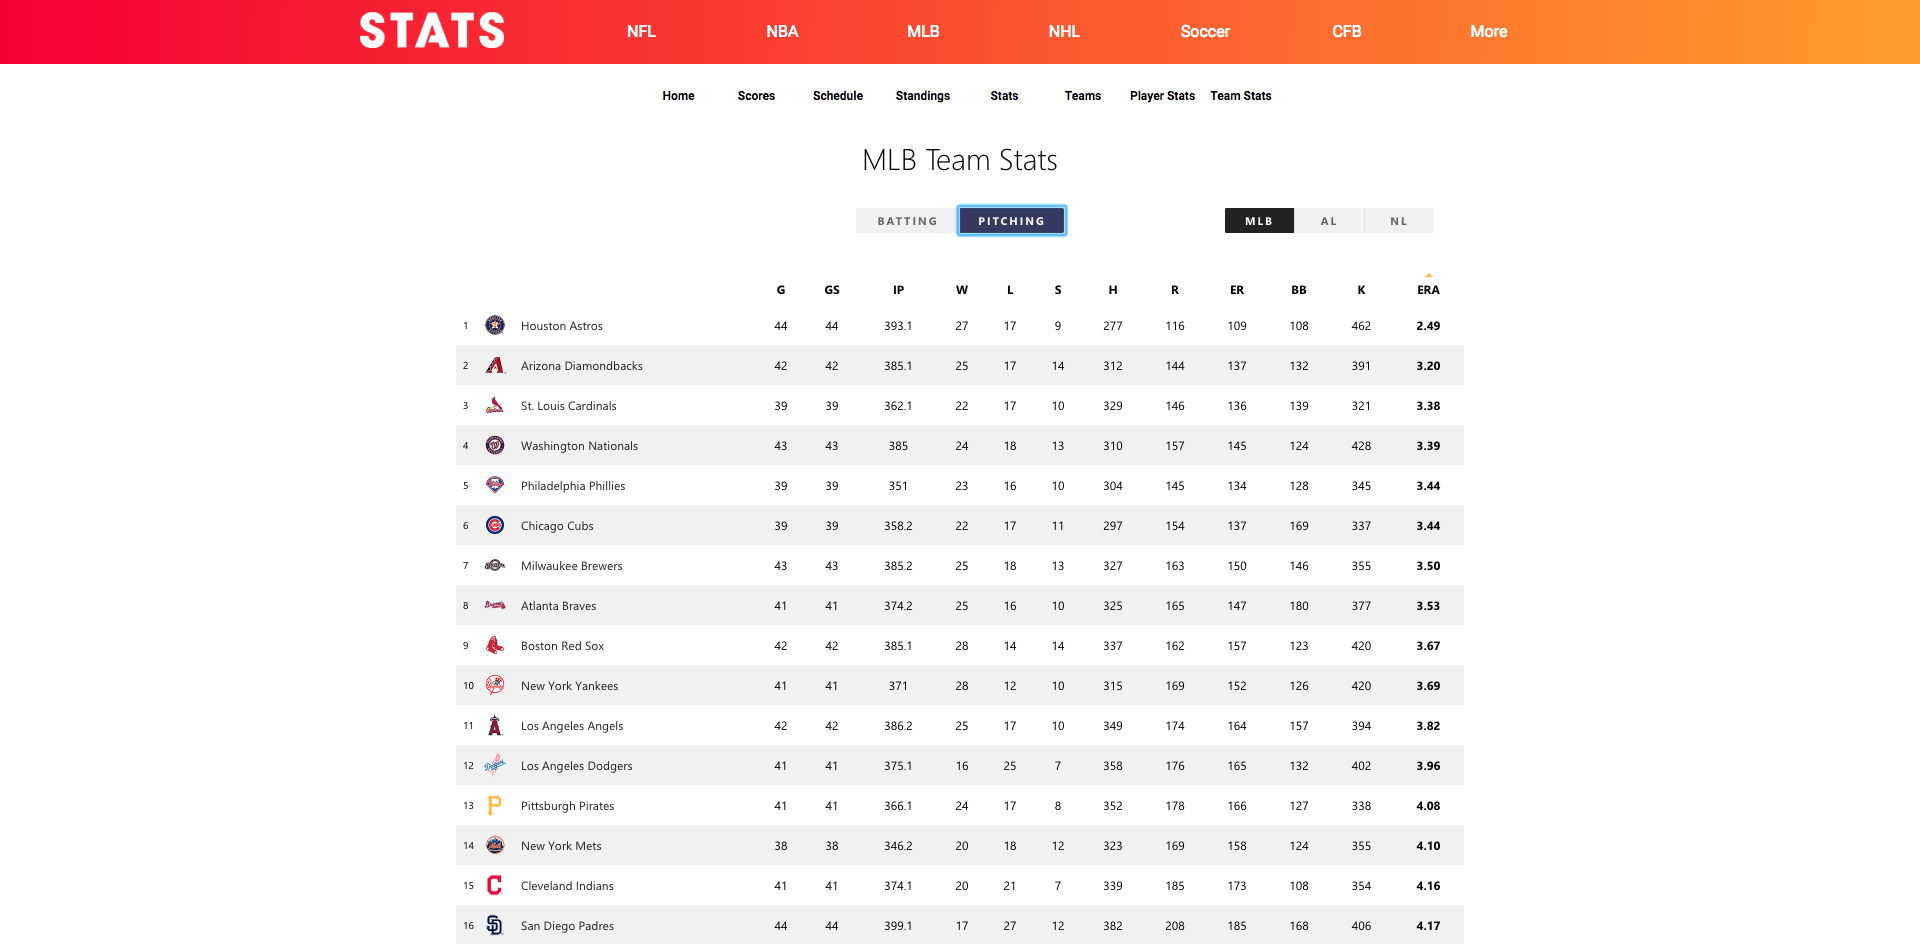 STATS NFL NBA MLB NHL Soccer CFB More
Home Scores Schedule Standings Stats Teams Player Stats Team Stats
MLB Team Stats
BATTING PITCHING MLB AL NL
G GS IP W L S H R ER BB K ERA
1 Houston Astros 44 44 393.1 27 17 9 277 116 109 108 462 2.49
2 Arizona Diamondbacks 42 42 385.1 25 17 14 312 144 137 132 391 3.20
3 St. Louis Cardinals 39 39 362.1 22 17 10 329 146 136 139 321 3.38
4 Washington Nationals 43 43 385 24 18 13 310 157 145 124 428 3.39
5 Philadelphia Phillies 39 39 351 23 16 10 304 145 134 128 345 3.44
6 Chicago Cubs 39 39 358.2 22 17 11 297 154 137 169 337 3.44
7 Milwaukee Brewers 43 43 385.2 25 18 13 327 163 150 146 355 3.50
8 Atlanta Braves 41 41 374.2 25 16 10 325 165 147 180 377 3.53
9 Boston Red Sox 42 42 385.1 28 14 14 337 162 157 123 420 3.67
10 New York Yankees 41 41 371 28 12 10 315 169 152 126 420 3.69
11 Los Angeles Angels 42 42 386.2 25 17 10 349 174 164 157 394 3.82
12 Los Angeles Dodgers 41 41 375.1 16 25 7 358 176 165 132 402 3.96
13 Pittsburgh Pirates 41 41 366.1 24 17 8 352 178 166 127 338 4.08
14 New York Mets 38 38 346.2 20 18 12 323 169 158 124 355 4.10
15 Cleveland Indians 41 41 374.1 20 21 7 339 185 173 108 354 4.16
16 San Diego Padres 44 44 399.1 17 27 12 382 208 185 168 406 4.17